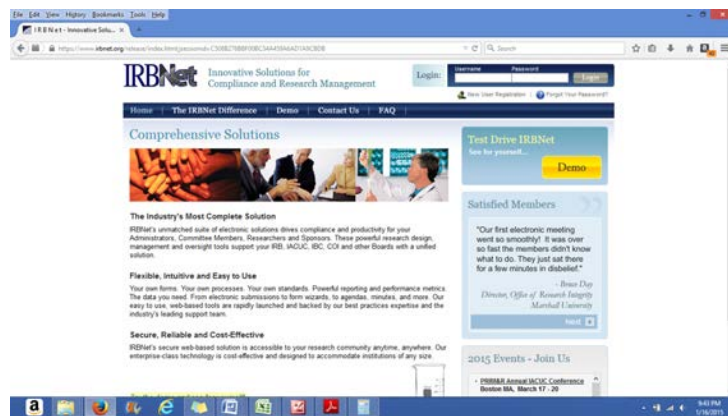 File Edit View History Bookmarks Tools Help
IRBNet - Innovative Solu...
Search
IRBNet
Innovative Solutions for
Compliance and Research Management
Login:
Username Password
Login
New User Registration | Forgot Your Password?
Home | The IRBNet Difference | Demo | Contact Us | FAQ
Comprehensive Solutions
The Industry's Most Complete Solution
IRBNet's unmatched suite of electronic solutions drives compliance and productivity for your
Administrators, Committee Members, Researchers and Sponsors. These powerful research design,
management and oversight tools support your IRB, IACUC, IBC, COI and other Boards with a unified
solution.
Flexible, Intuitive and Easy to Use
Your own forms. Your own processes. Your own standards. Powerful reporting and performance metrics.
The data you need. From electronic submissions to form wizards, to agendas, minutes, and more. Our
easy to use, web-based tools are rapidly launched and backed by our best practices expertise and the
industry's leading support team.
Secure, Reliable and Cost-Effective
IRBNet's secure web-based solution is accessible to your research community anytime, anywhere. Our
enterprise-class technology is cost-effective and designed to accommodate institutions of any size.
Test Drive IRBNet
See for yourself...
Demo
Satisfied Members
"Our first electronic meeting
went so smoothly! It was over
so fast the members didn't know
what to do. They just sat there
for a few minutes in disbelief."
- Bruce Day
Director, Office of Research Integrity
Marshall University
Next
2015 Events - Join Us
PRIM&R Annual IACUC Conference
Boston MA, March 17 - 20
9:43 PM